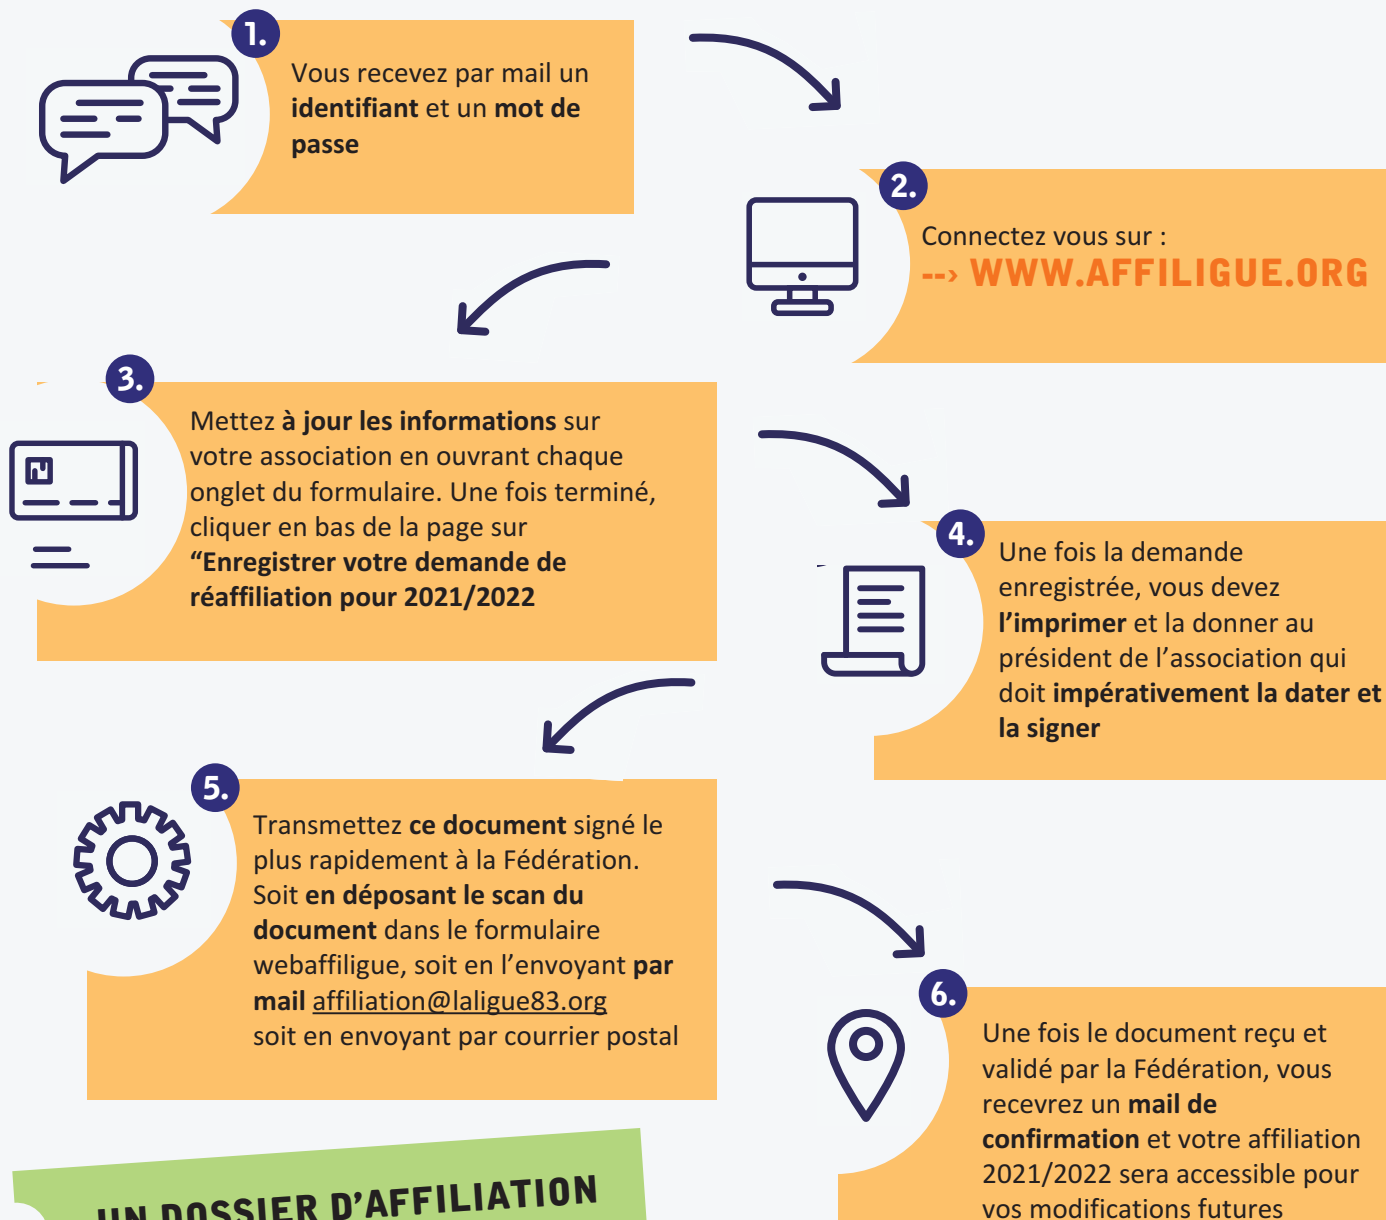 1.
Vous recevez par mail un
identifiant et un mot de
passe
2.
Connectez vous sur :
--› WWW.AFFILIGUE.ORG
3.
Mettez à jour les informations sur
votre association en ouvrant chaque
onglet du formulaire. Une fois terminé,
cliquer en bas de la page sur
“Enregistrer votre demande de
réaffiliation pour 2021/2022
4.
Une fois la demande
enregistrée, vous devez
l’imprimer et la donner au
président de l’association qui
doit impérativement la dater et
la signer
5.
Transmettez ce document signé le
plus rapidement à la Fédération.
Soit en déposant le scan du
document dans le formulaire
webaffiligue, soit en l’envoyant par
mail affiliation@laligue83.org
soit en envoyant par courrier postal
6.
Une fois le document reçu et
validé par la Fédération, vous
recevrez un mail de
confirmation et votre affiliation
2021/2022 sera accessible pour
vos modifications futures
UN DOSSIER D’AFFILIATION